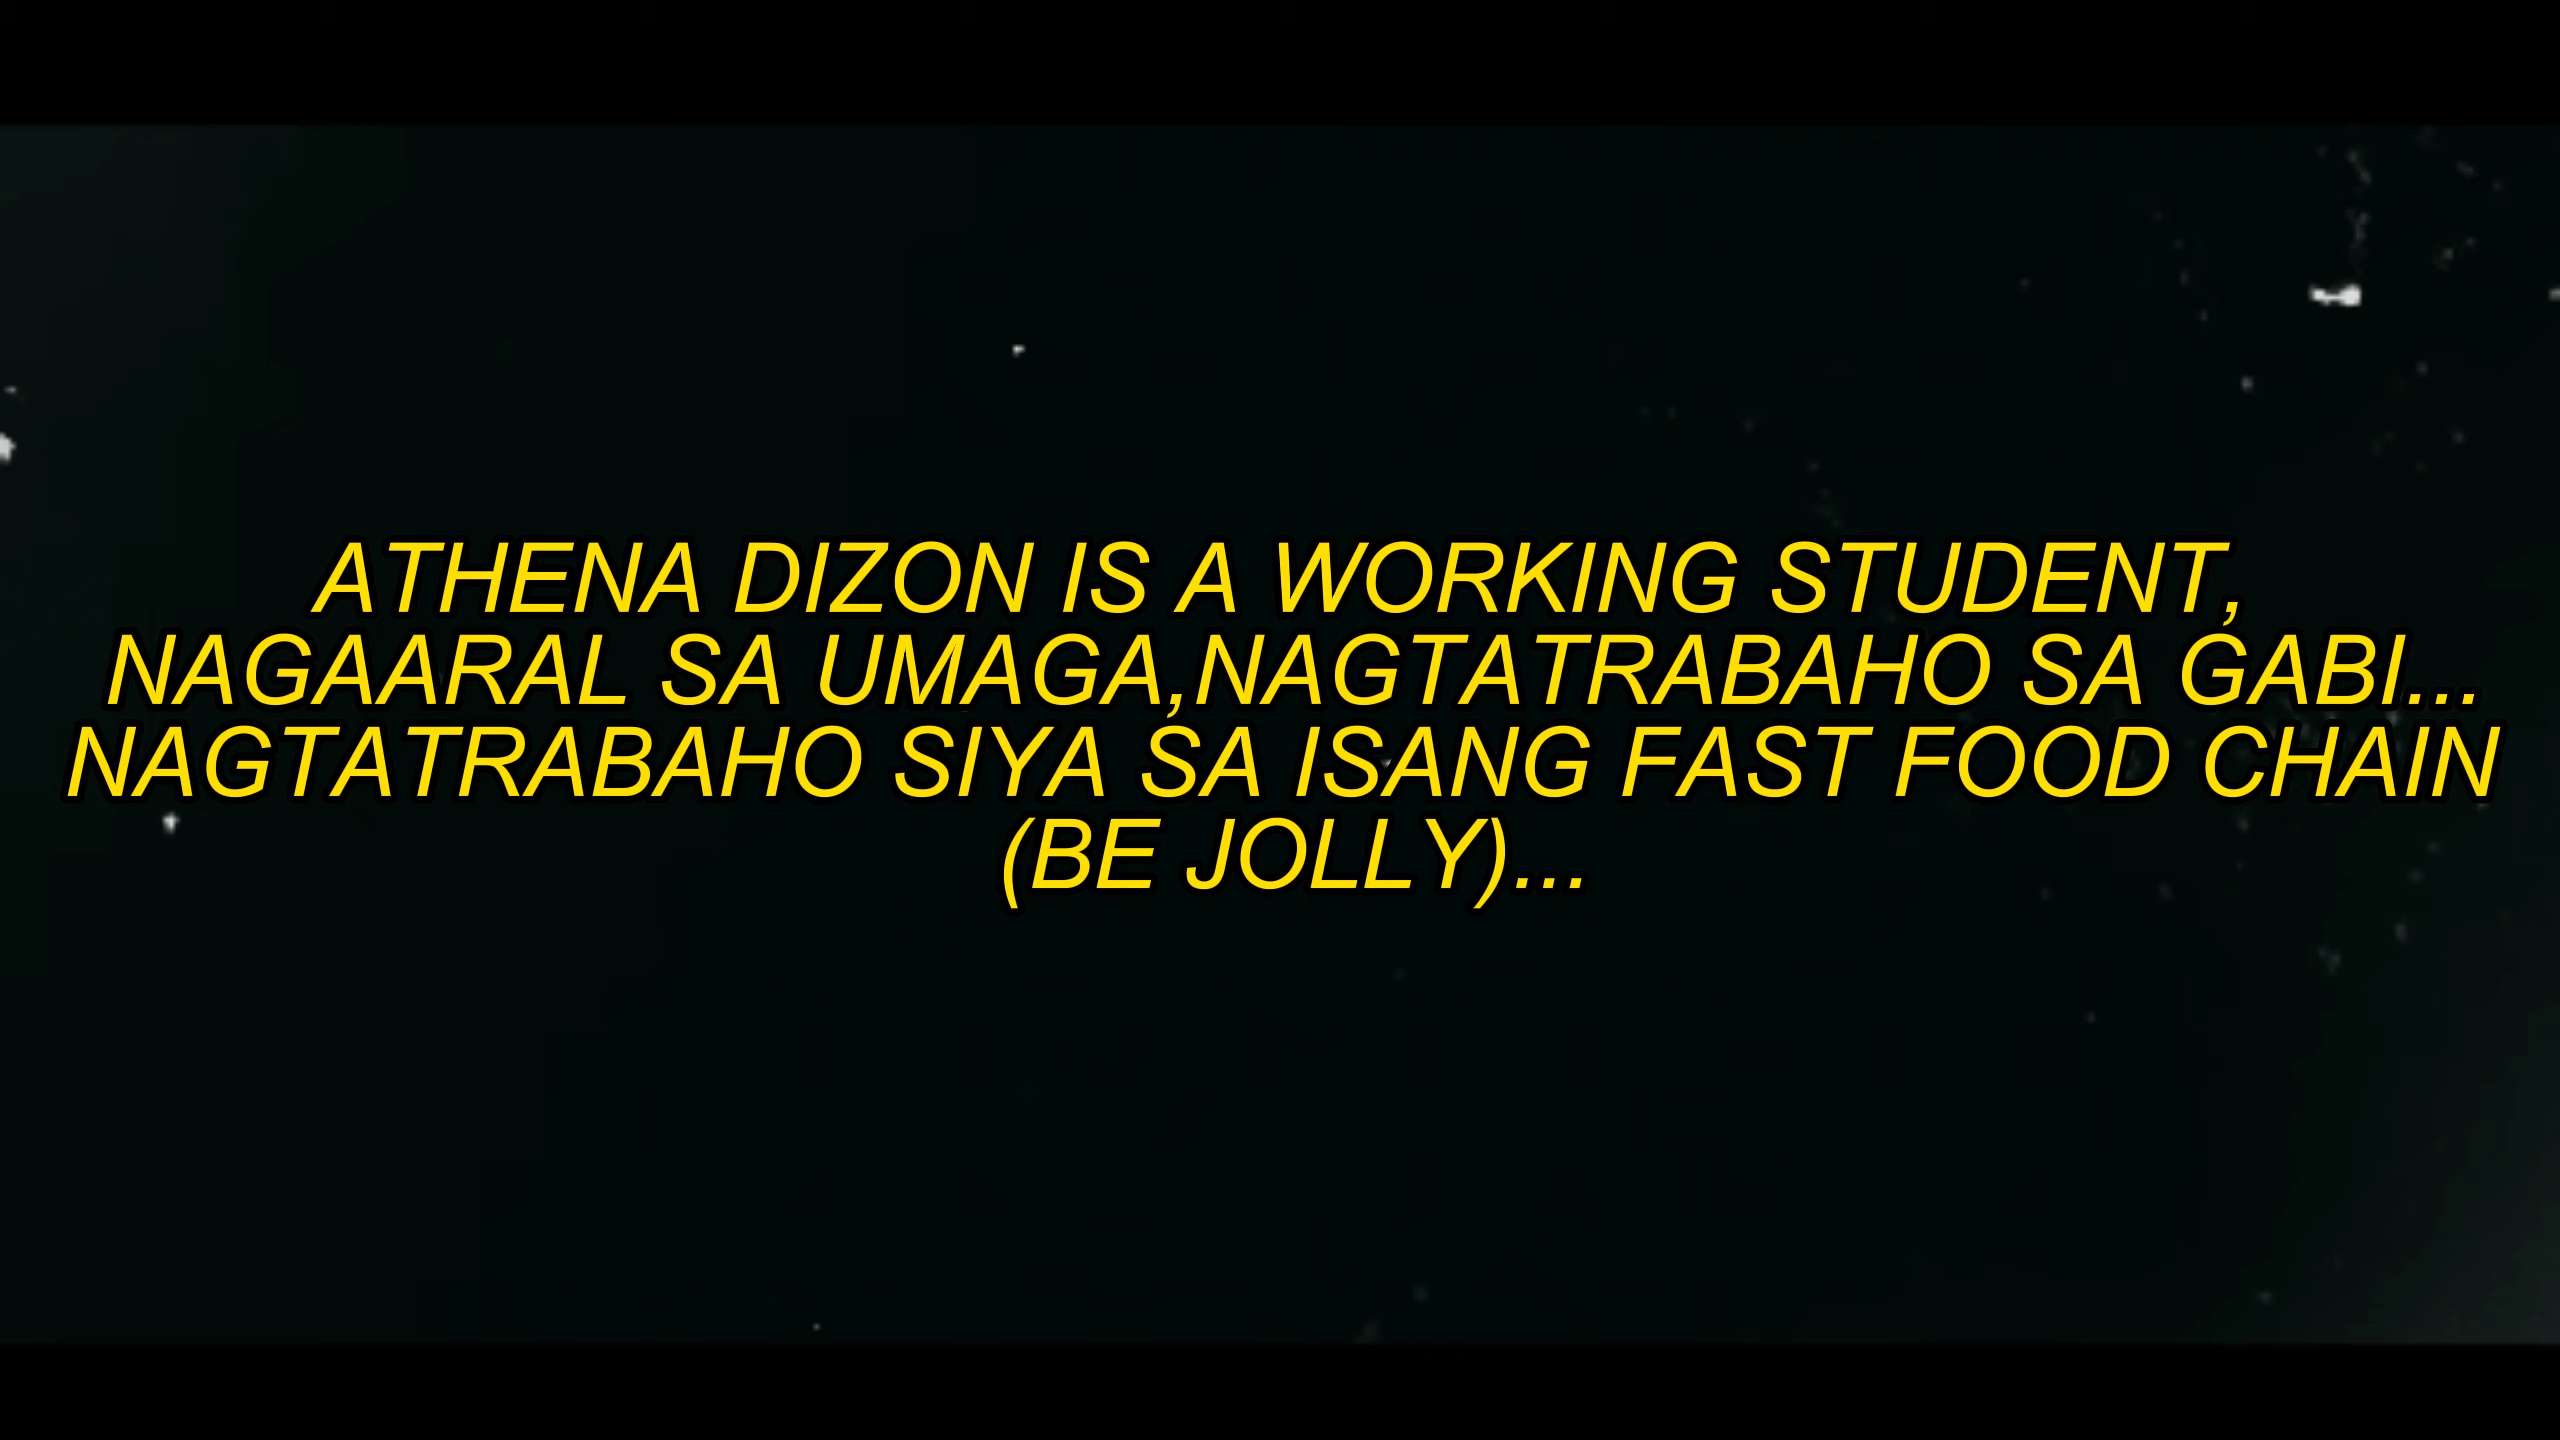 ATHENA DIZON IS A WORKING STUDENT,
NAGAARAL SA UMAGA,NAGTATRABAHO SA GABI...
NAGTATRABAHO SIYA SA ISANG FAST FOOD CHAIN
(BE JOLLY)...